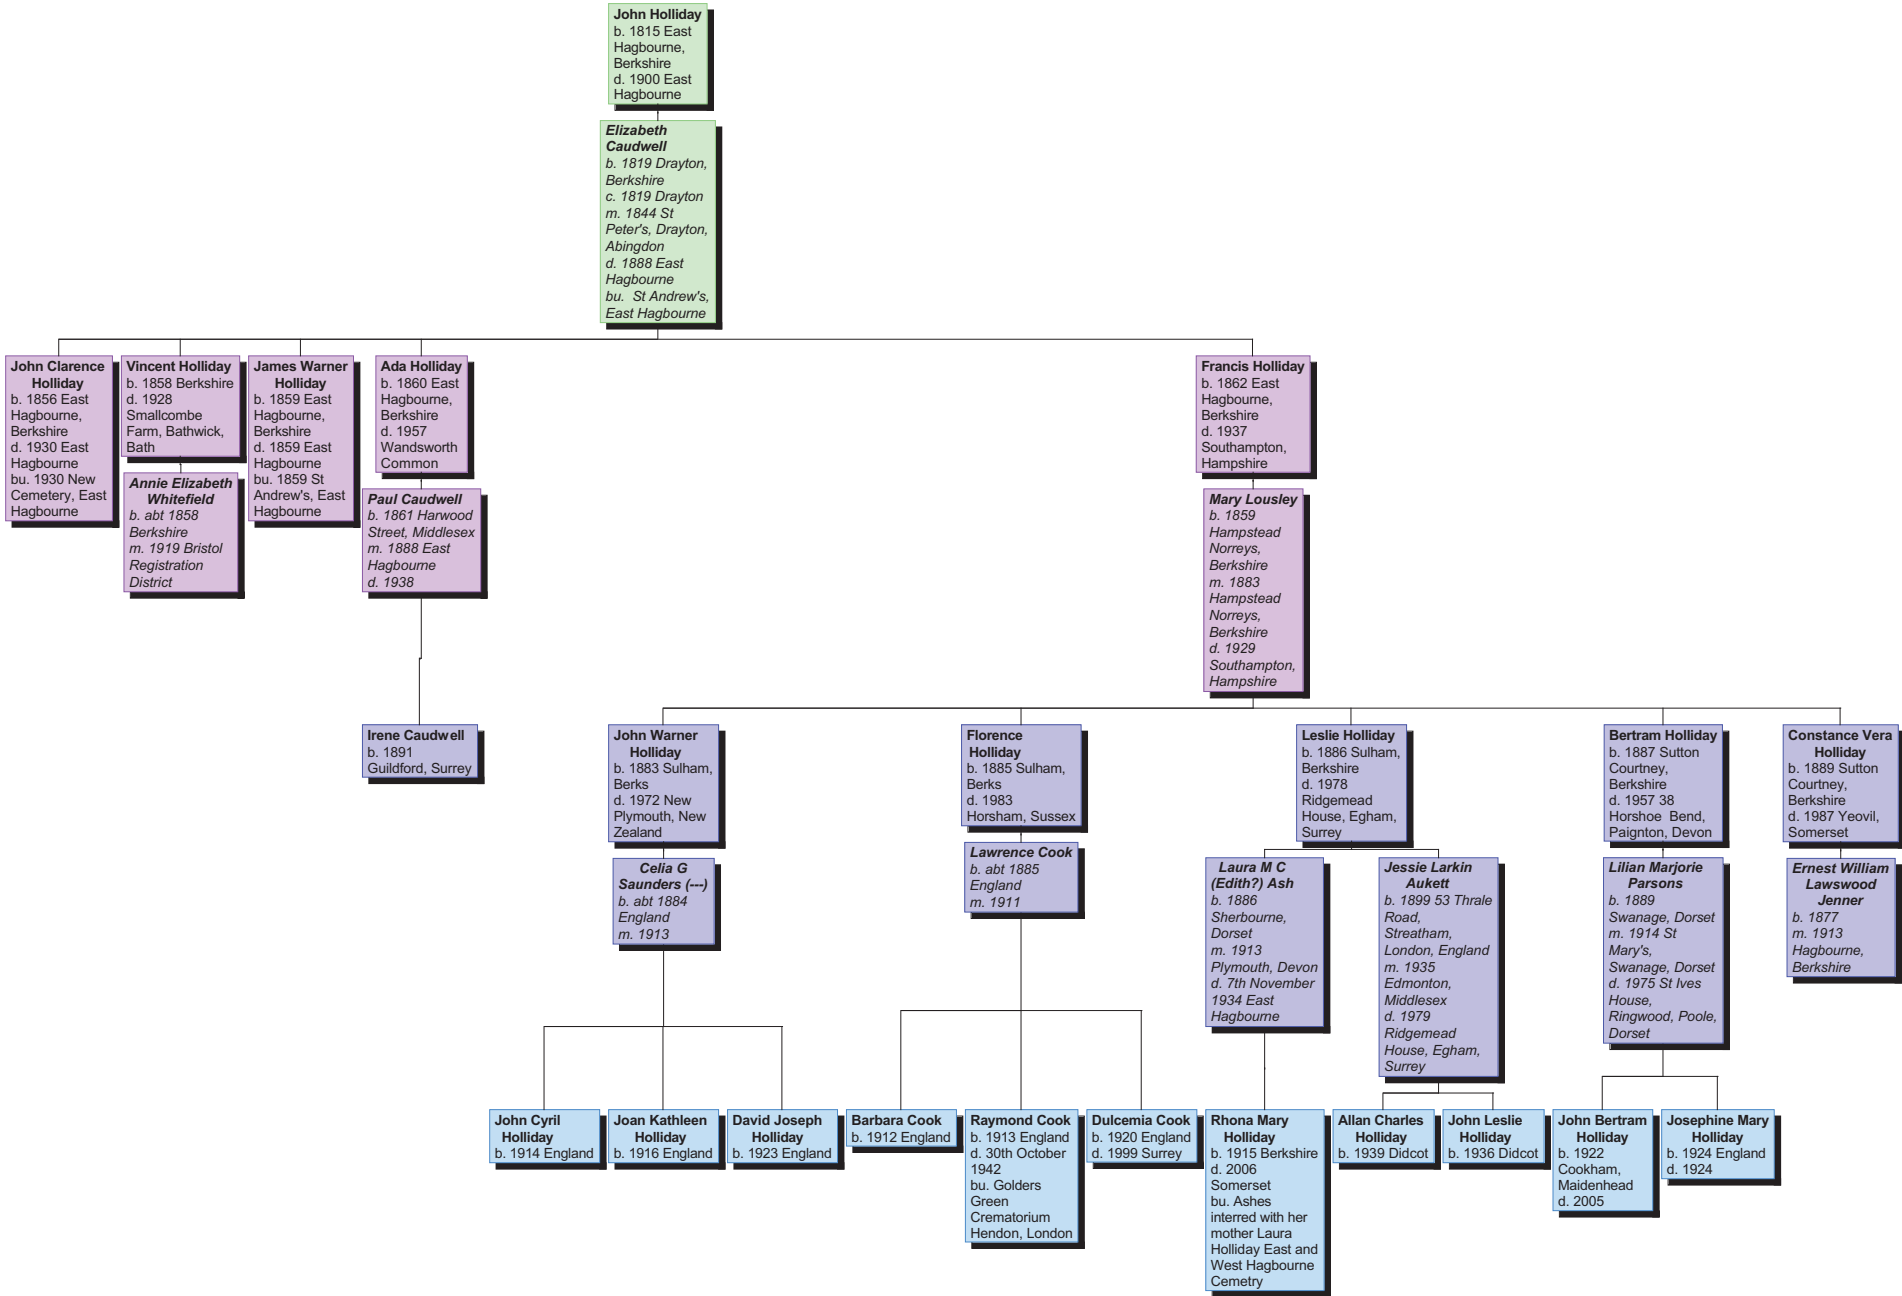 John Holliday
b. 1815 East
Hagbourne,
Berkshire
d. 1900 East
Hagbourne
Elizabeth
Caudwell
b. 1819 Drayton,
Berkshire
c. 1819 Drayton
m. 1844 St
Peter's, Drayton,
Abingdon
d. 1888 East
Hagbourne
bu. St Andrew's,
East Hagbourne
John Clarence
Holliday
b. 1856 East
Hagbourne,
Berkshire
d. 1930 East
Hagbourne
bu. 1930 New
Cemetery, East
Hagbourne
Vincent Holliday
b. 1858 Berkshire
d. 1928
Smallcombe
Farm, Bathwick,
Bath
Annie Elizabeth
Whitefield
b. abt 1858
Berkshire
m. 1919 Bristol
Registration
District
James Warner
Holliday
b. 1859 East
Hagbourne,
Berkshire
d. 1859 East
Hagbourne
bu. 1859 St
Andrew's, East
Hagbourne
Ada Holliday
b. 1860 East
Hagbourne,
Berkshire
d. 1957
Wandsworth
Common
Paul Caudwell
b. 1861 Harwood
Street, Middlesex
m. 1888 East
Hagbourne
d. 1938
Francis Holliday
b. 1862 East
Hagbourne,
Berkshire
d. 1937
Southampton,
Hampshire
Mary Lousley
b. 1859
Hampstead
Norreys,
Berkshire
m. 1883
Hampstead
Norreys,
Berkshire
d. 1929
Southampton,
Hampshire
Irene Caudwell
b. 1891
Guildford, Surrey
John Warner
Holliday
b. 1883 Sulham,
Berks
d. 1972 New
Plymouth, New
Zealand
Celia G
Saunders (---)
b. abt 1884
England
m. 1913
Florence
Holliday
b. 1885 Sulham,
Berks
d. 1983
Horsham, Sussex
Lawrence Cook
b. abt 1885
England
m. 1911
Leslie Holliday
b. 1886 Sulham,
Berkshire
d. 1978
Ridgemead
House, Egham,
Surrey
Laura M C
(Edith?) Ash
b. 1886
Sherbourne,
Dorset
m. 1913
Plymouth, Devon
d. 7th November
1934 East
Hagbourne
Jessie Larkin
Aukett
b. 1899 53 Thrale
Road,
Streatham,
London, England
m. 1935
Edmonton,
Middlesex
d. 1979
Ridgemead
House, Egham,
Surrey
Bertram Holliday
b. 1887 Sutton
Courtney,
Berkshire
d. 1957 38
Horshoe Bend,
Paignton, Devon
Lilian Marjorie
Parsons
b. 1889
Swanage, Dorset
m. 1914 St
Mary's,
Swanage, Dorset
d. 1975 St Ives
House,
Ringwood, Poole,
Dorset
Constance Vera
Holliday
b. 1889 Sutton
Courtney,
Berkshire
d. 1987 Yeovil,
Somerset
Ernest William
Lawswood
Jenner
b. 1877
m. 1913
Hagbourne,
Berkshire
John Cyril
Holliday
b. 1914 England
Joan Kathleen
Holliday
b. 1916 England
David Joseph
Holliday
b. 1923 England
Barbara Cook
b. 1912 England
Raymond Cook
b. 1913 England
d. 30th October
1942
bu. Golders
Green
Crematorium
Hendon, London
Dulcemia Cook
b. 1920 England
d. 1999 Surrey
Rhona Mary
Holliday
b. 1915 Berkshire
d. 2006
Somerset
bu. Ashes
interred with her
mother Laura
Holliday East and
West Hagbourne
Cemetry
Allan Charles
Holliday
b. 1939 Didcot
John Leslie
Holliday
b. 1936 Didcot
John Bertram
Holliday
b. 1922
Cookham,
Maidenhead
d. 2005
Josephine Mary
Holliday
b. 1924 England
d. 1924